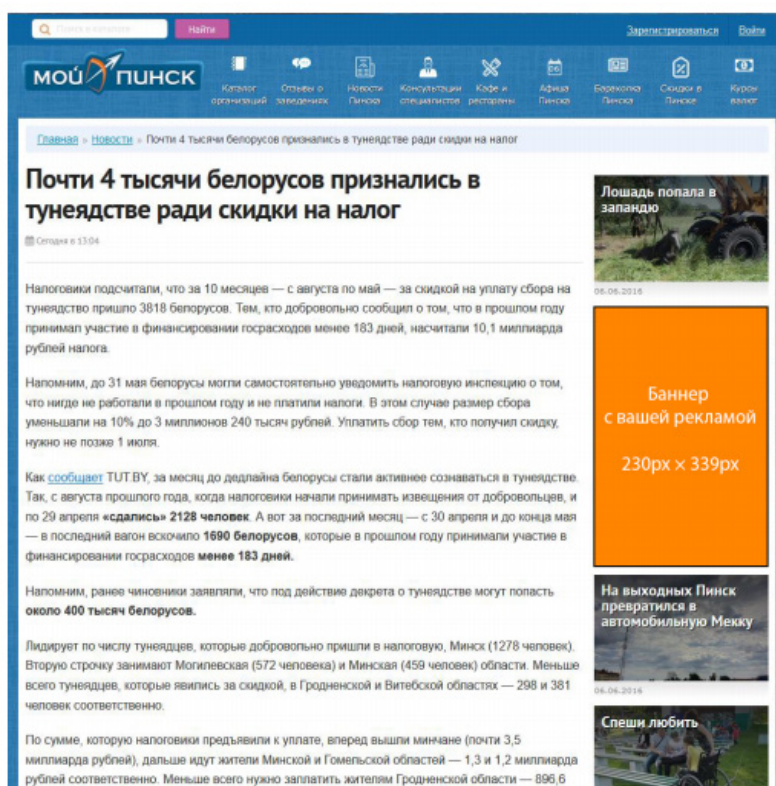 Поиск в каталоге
Найти
Зарегистрироваться
Войти
МОЙ ПИНСК
Каталог
организаций
Отзывы о
заведениях
Новости
Пинска
Консультации
специалистов
Кафе и
рестораны
Афиша
Пинска
Барахолка
Пинска
Скидки в
Пинске
Курсы
валют
Главная » Новости » Почти 4 тысячи белорусов признались в тунеядстве ради скидки на налог
Почти 4 тысячи белорусов признались в
тунеядстве ради скидки на налог
Сегодня в 13:04
Налоговики подсчитали, что за 10 месяцев — с августа по май — за скидкой на уплату сбора на
тунеядство пришло 3818 белорусов. Тем, кто добровольно сообщил о том, что в прошлом году
принимал участие в финансировании госрасходов менее 183 дней, насчитали 10,1 миллиарда
рублей налога.
Напомним, до 31 мая белорусы могли самостоятельно уведомить налоговую инспекцию о том,
что нигде не работали в прошлом году и не платили налоги. В этом случае размер сбора
уменьшали на 10% до 3 миллионов 240 тысяч рублей. Уплатить сбор тем, кто получил скидку,
нужно не позже 1 июля.
Как сообщает TUT.BY, за месяц до дедлайна белорусы стали активнее сознаваться в тунеядстве.
Так, с августа прошлого года, когда налоговики начали принимать извещения от добровольцев, и
по 29 апреля «сдались» 2128 человек. А вот за последний месяц — с 30 апреля и до конца мая
— в последний вагон вскочило 1690 белорусов, которые в прошлом году принимали участие в
финансировании госрасходов менее 183 дней.
Напомним, ранее чиновники заявляли, что под действие декрета о тунеядстве могут попасть
около 400 тысяч белорусов.
Лидирует по числу тунеядцев, которые добровольно пришли в налоговую, Минск (1278 человек).
Вторую строчку занимают Могилевская (572 человека) и Минская (459 человек) области. Меньше
всего тунеядцев, которые явились за скидкой, в Гродненской и Витебской областях — 298 и 381
человек соответственно.
По сумме, которую налоговики предъявили к уплате, вперед вышли минчане (почти 3,5
миллиарда рублей), дальше идут жители Минской и Гомельской областей — 1,3 и 1,2 миллиарда
рублей соответственно. Меньше всего нужно заплатить жителям Гродненской области — 896,6
Лошадь попала в
западню
06.06.2016
Баннер
с вашей рекламой
230px × 339px
На выходных Пинск
превратился в
автомобильную Мекку
06.06.2016
Спеши любить